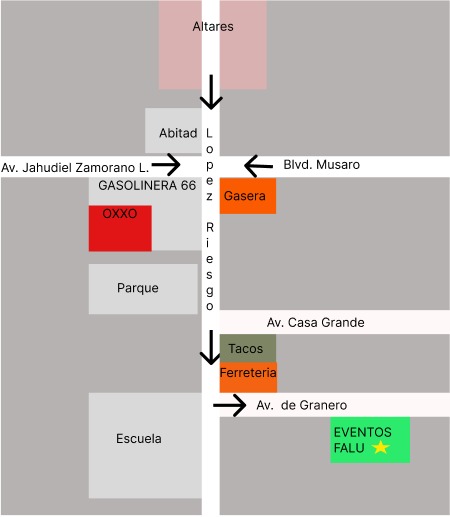 Altares
Abitad
Lopez Riesgo
Av. Jahudiel Zamorano L.
Blvd. Musaro
GASOLINERA 66
Gasera
OXXO
Parque
Av. Casa Grande
Tacos
Ferreteria
Av. de Granero
Escuela
EVENTOS
FALU